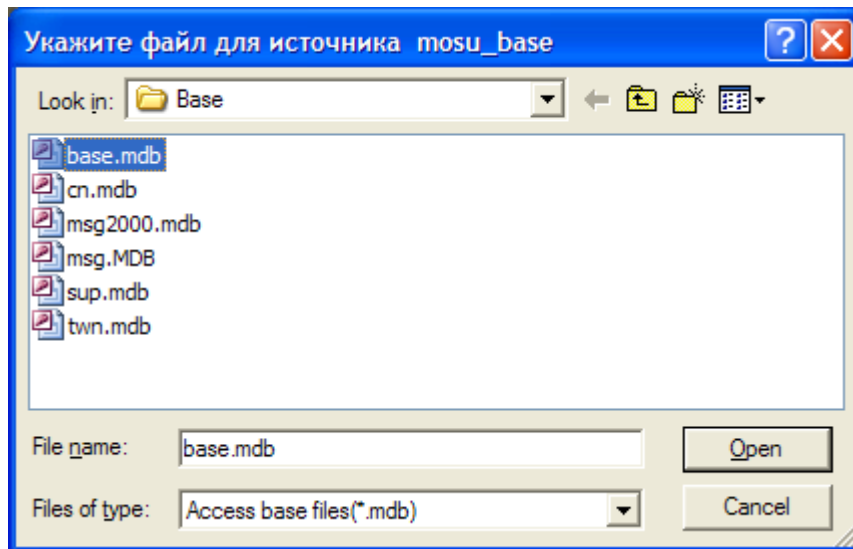 Укажите файл для источника mosu_base
Look in: Base
base.mdb
cn.mdb
msg2000.mdb
msg.MDB
sup.mdb
twn.mdb
File name: base.mdb Open
Files of type: Access base files(*.mdb) Cancel